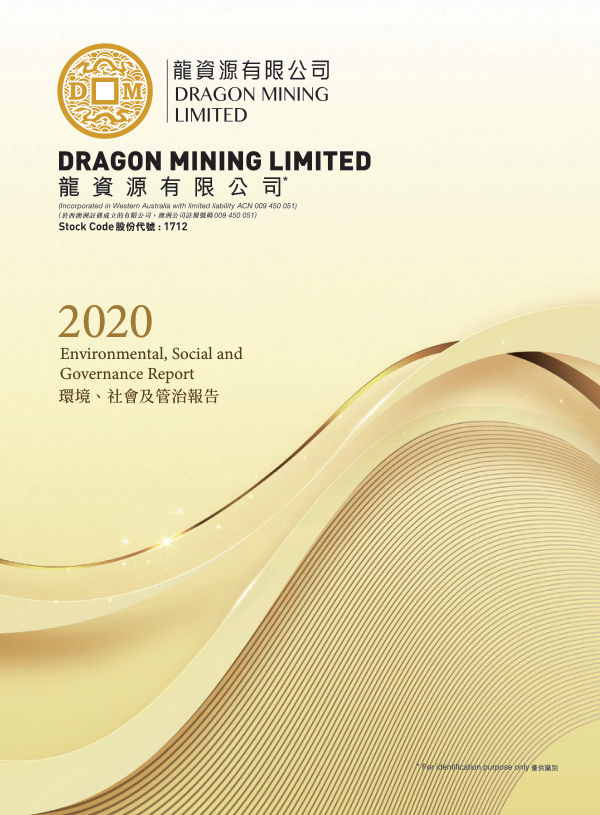 D M
龍資源有限公司
DRAGON MINING
LIMITED
DRAGON MINING LIMITED
龍資源有限公司*
(Incorporated in Western Australia with limited liability ACN 009 450 051)
(於西澳洲註冊成立的有限公司，澳洲公司註冊號碼 009 450 051)
Stock Code 股份代號 : 1712
2020
Environmental, Social and
Governance Report
環境、社會及管治報告
* For identification purpose only 僅供識別